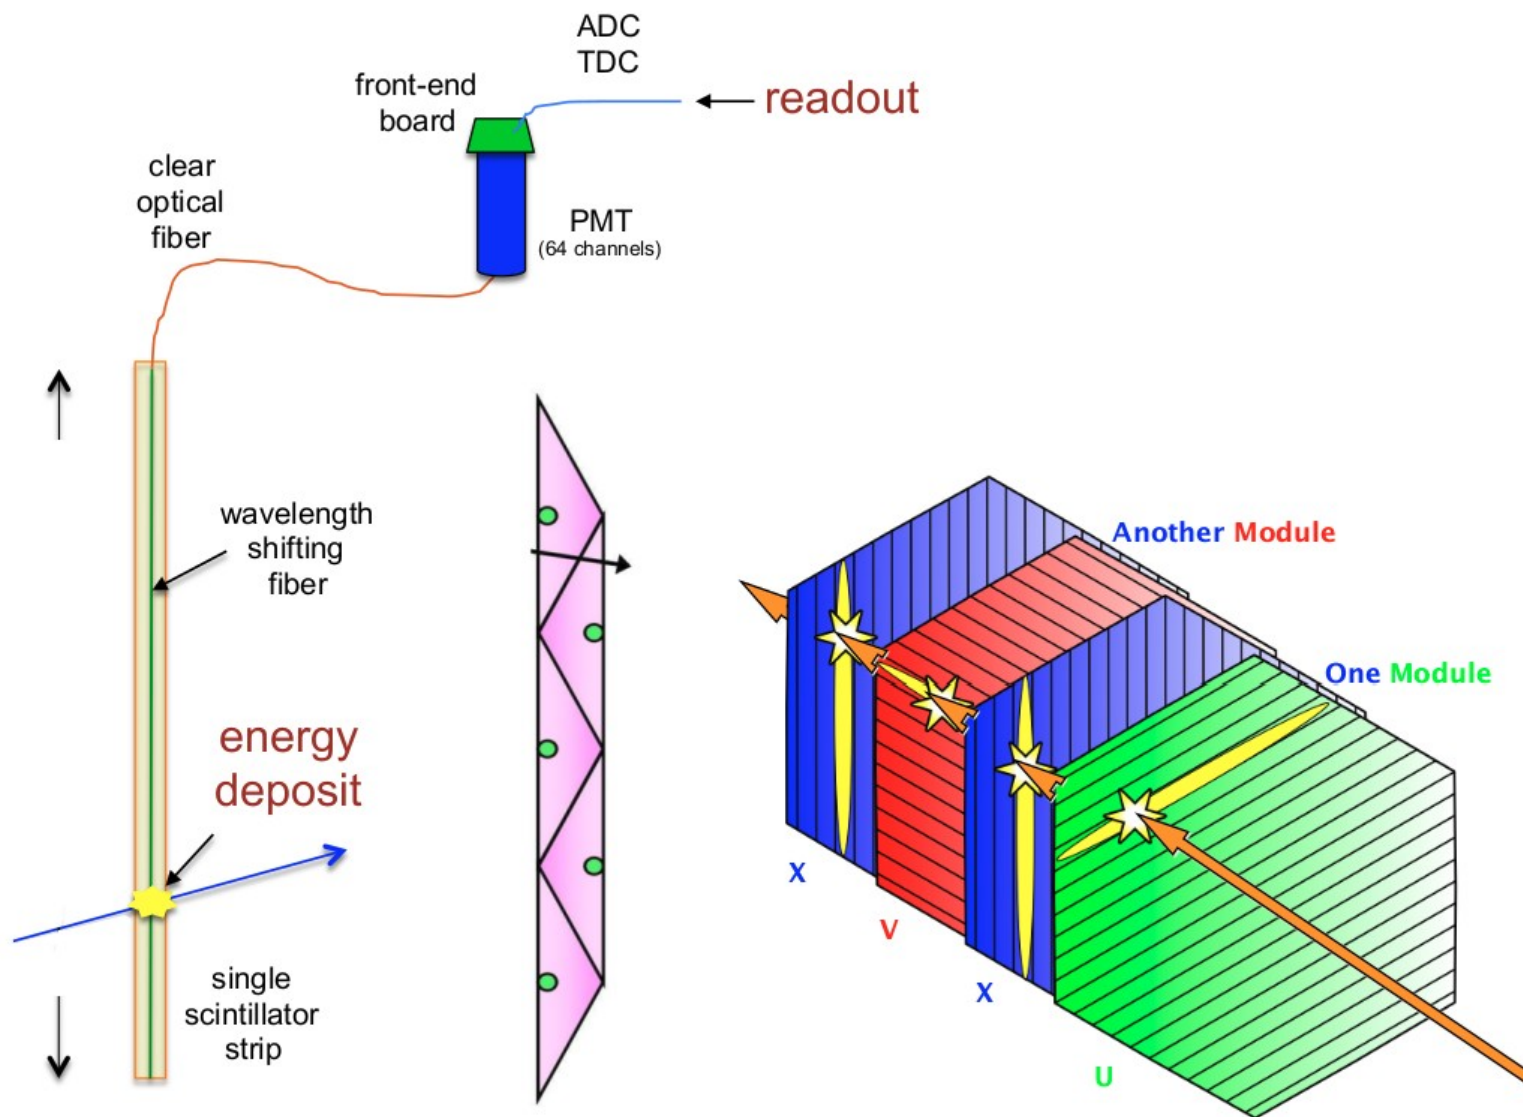 ADC
TDC
front-end
board
readout
clear
optical
fiber
PMT
(64 channels)
wavelength
shifting
fiber
Another Module
One Module
energy
deposit
X
V
single
scintillator
strip
X
U